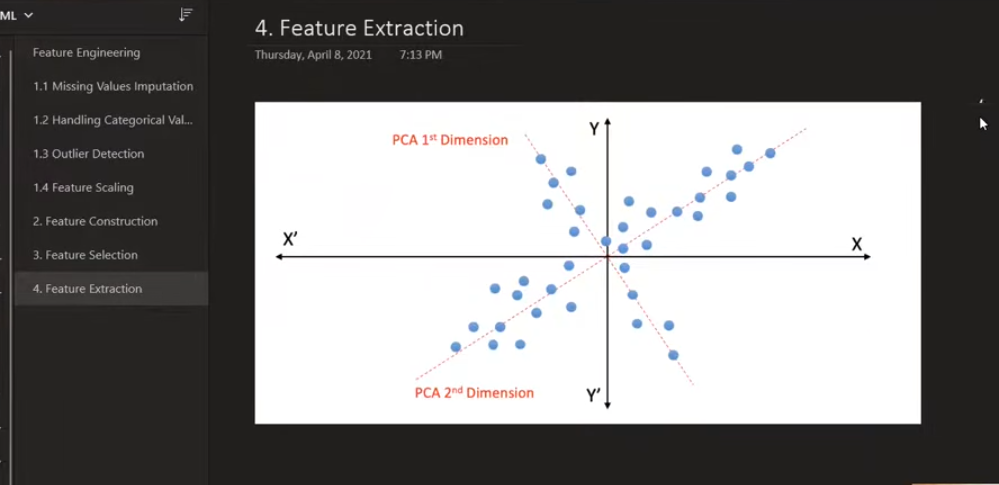 ML
Feature Engineering
1.1 Missing Values Imputation
1.2 Handling Categorical Val...
1.3 Outlier Detection
1.4 Feature Scaling
2. Feature Construction
3. Feature Selection
4. Feature Extraction
4. Feature Extraction
Thursday, April 8, 2021 7:13 PM
PCA 1st Dimension
Y
X'
X
PCA 2nd Dimension
Y'